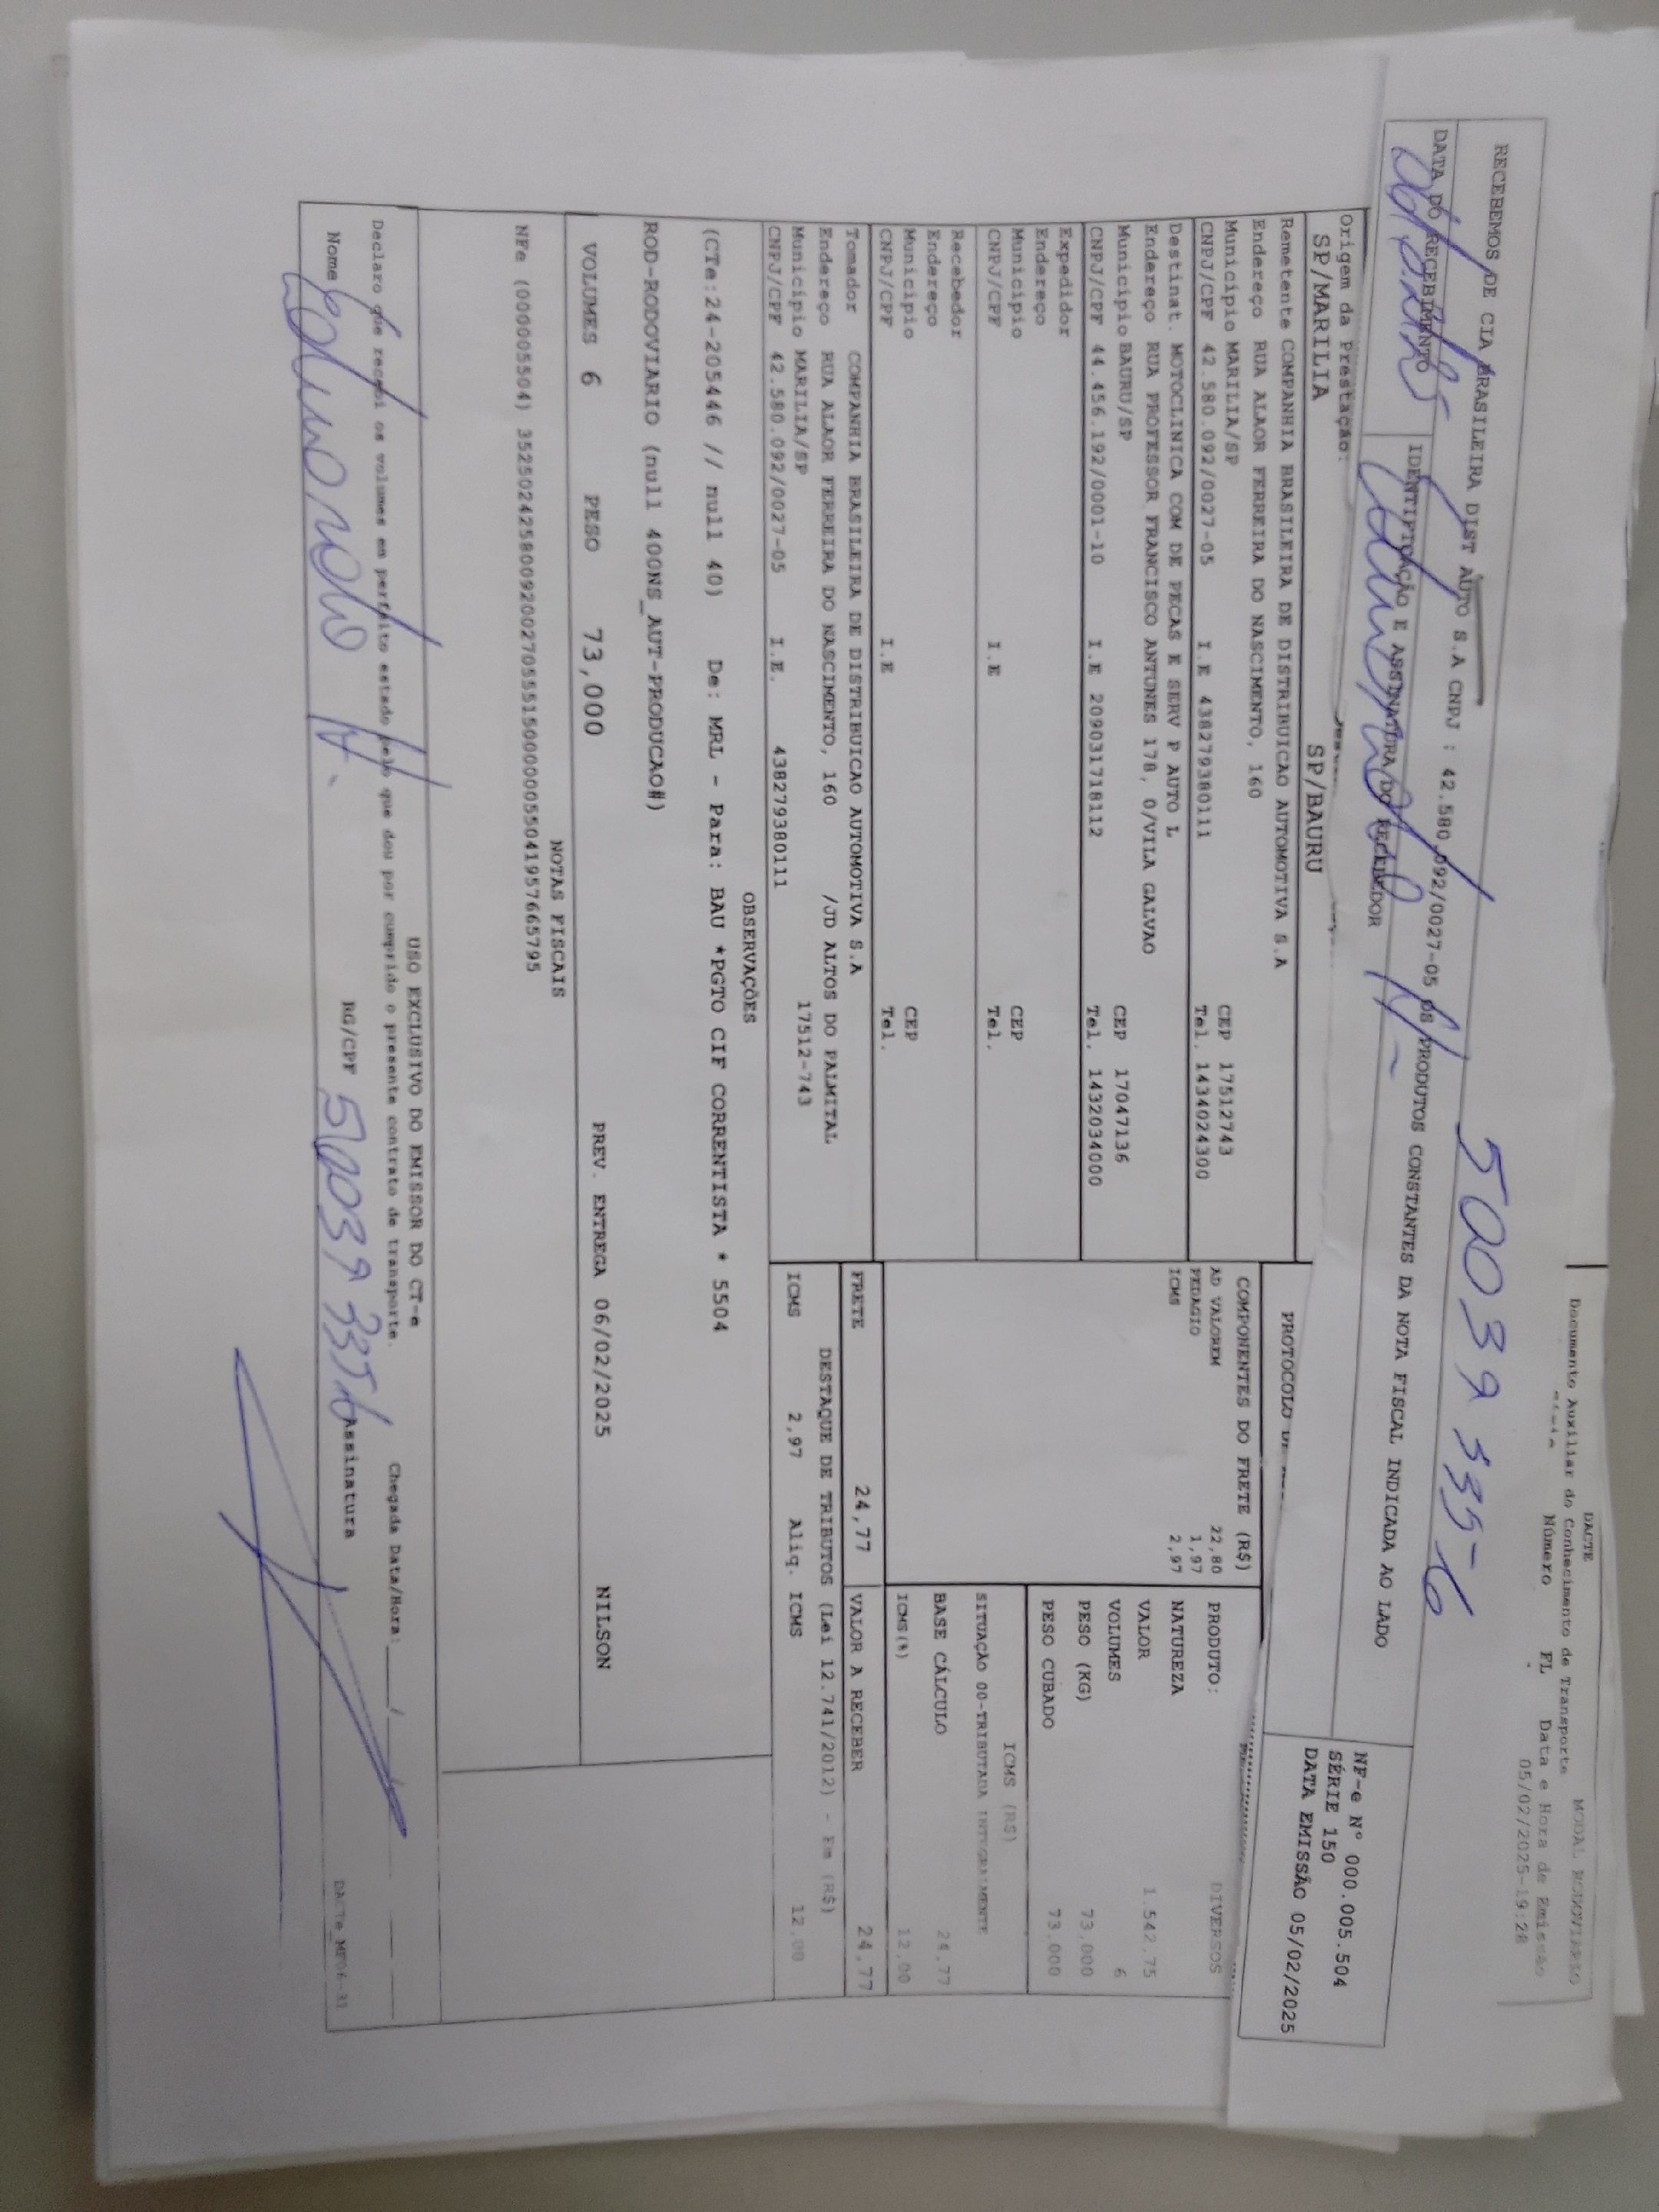 DACTE
Documento Auxiliar do Conhecimento de Transporte MODAL RODOVIARIO
Número FL Data e Hora de Emissão
05/02/2025-19:28
RECEBEMOS DE CIA BRASILEIRA DIST AUTO S.A CNPJ : 42.580.092/0027-05 OS PRODUTOS CONSTANTES DA NOTA FISCAL INDICADA AO LADO
500393356
DATA DO RECEBIMENTO IDENTIFICAÇÃO E ASSINATURA DO RECEBEDOR
NF-e Nº 000.005.504
SÉRIE 150
DATA EMISSÃO 05/02/2025
Origem da Prestação:
SP/MARILIA SP/BAURU
PROTOCOLO
Remetente COMPANHIA BRASILEIRA DE DISTRIBUICAO AUTOMOTIVA S.A
Endereço RUA ALAOR FERREIRA DO NASCIMENTO, 160
Município MARILIA/SP CEP 17512743
CNPJ/CPF 42.580.092/0027-05 I.E 438279380111 Tel. 1434024300
Destinat. MOTOCLINICA COM DE PECAS E SERV P AUTO L
Endereço RUA PROFESSOR FRANCISCO ANTUNES 178, 0/VILA GALVAO
Município BAURU/SP CEP 17047136
CNPJ/CPF 44.456.192/0001-10 I.E 209031718112 Tel. 1432034000
Expedidor
Endereço
Município CEP
CNPJ/CPF I.E Tel.
Recebedor
Endereço
Município CEP
CNPJ/CPF I.E Tel.
Tomador COMPANHIA BRASILEIRA DE DISTRIBUICAO AUTOMOTIVA S.A
Endereço RUA ALAOR FERREIRA DO NASCIMENTO, 160 /JD ALTOS DO PALMITAL
Município MARILIA/SP 17512-743
CNPJ/CPF 42.580.092/0027-05 I.E. 438279380111
COMPONENTES DO FRETE (R$)
AD VALOREM 22,80
PEDAGIO 1,97
ICMS 2,97
PRODUTO: DIVERSOS
NATUREZA
VALOR 1.542,75
VOLUMES 6
PESO (KG) 73,000
PESO CUBADO 73,000
ICMS (R$)
SITUAÇÃO 00-TRIBUTADA INTEGRALMENTE
BASE CÁLCULO 24,77
ICMS(%) 12,00
FRETE 24,77 VALOR A RECEBER 24,77
DESTAQUE DE TRIBUTOS (Lei 12.741/2012) - Em (R$)
ICMS 2,97 Aliq. ICMS 12,00
OBSERVAÇÕES
(CTe:24-205446 // null 40) De: MRL - Para: BAU *PGTO CIF CORRENTISTA * 5504
ROD-RODOVIARIO (null 400NS_AUT-PRODUCAO#)
VOLUMES 6 PESO 73,000 PREV. ENTREGA 06/02/2025 NILSON
NOTAS FISCAIS
NFe (000005504) 35250242580092002705551500000055041957665795
USO EXCLUSIVO DO EMISSOR DO CT-e
Declaro que recebi os volumes em perfeito estado pelo que dou por cumprido o presente contrato de transporte. Chegada Data/Hora: ____/____
Nome RG/CPF 500393356 Assinatura